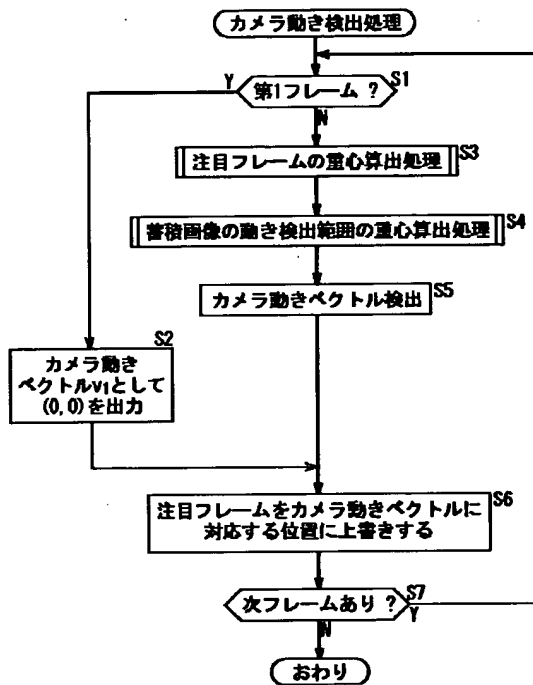 カメラ動き検出処理
Y
第1フレーム ?
S1
N
注目フレームの重心算出処理
S3
蓄積画像の動き検出範囲の重心算出処理
S4
カメラ動きベクトル検出
S5
S2
カメラ動き
ベクトルv1として
(0,0)を出力
注目フレームをカメラ動きベクトルに
対応する位置に上書きする
S6
次フレームあり ?
S7
Y
N
おわり